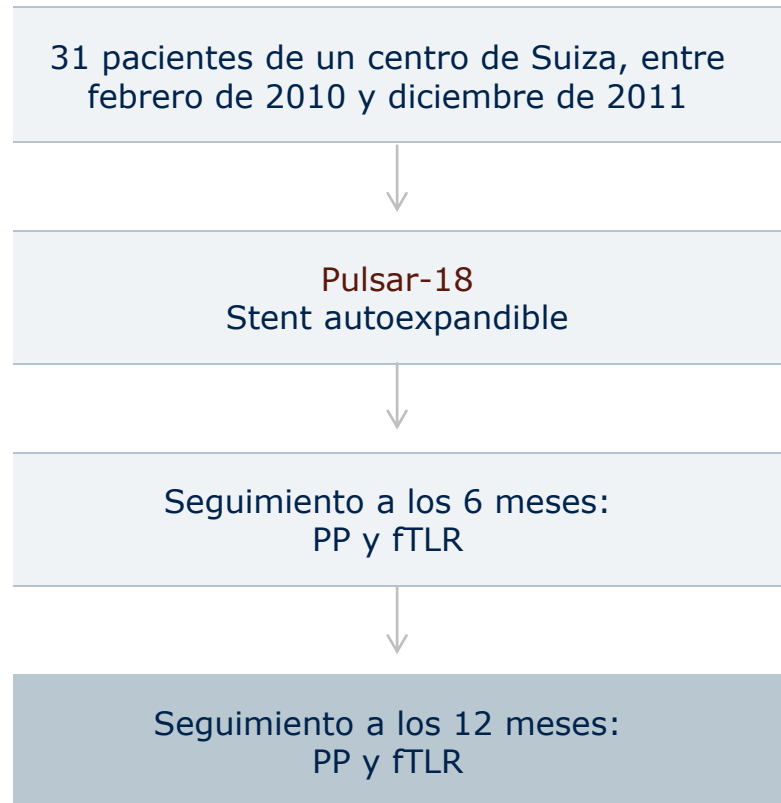 31 pacientes de un centro de Suiza, entre
febrero de 2010 y diciembre de 2011
Pulsar-18
Stent autoexpandible
Seguimiento a los 6 meses:
PP y fTLR
Seguimiento a los 12 meses:
PP y fTLR